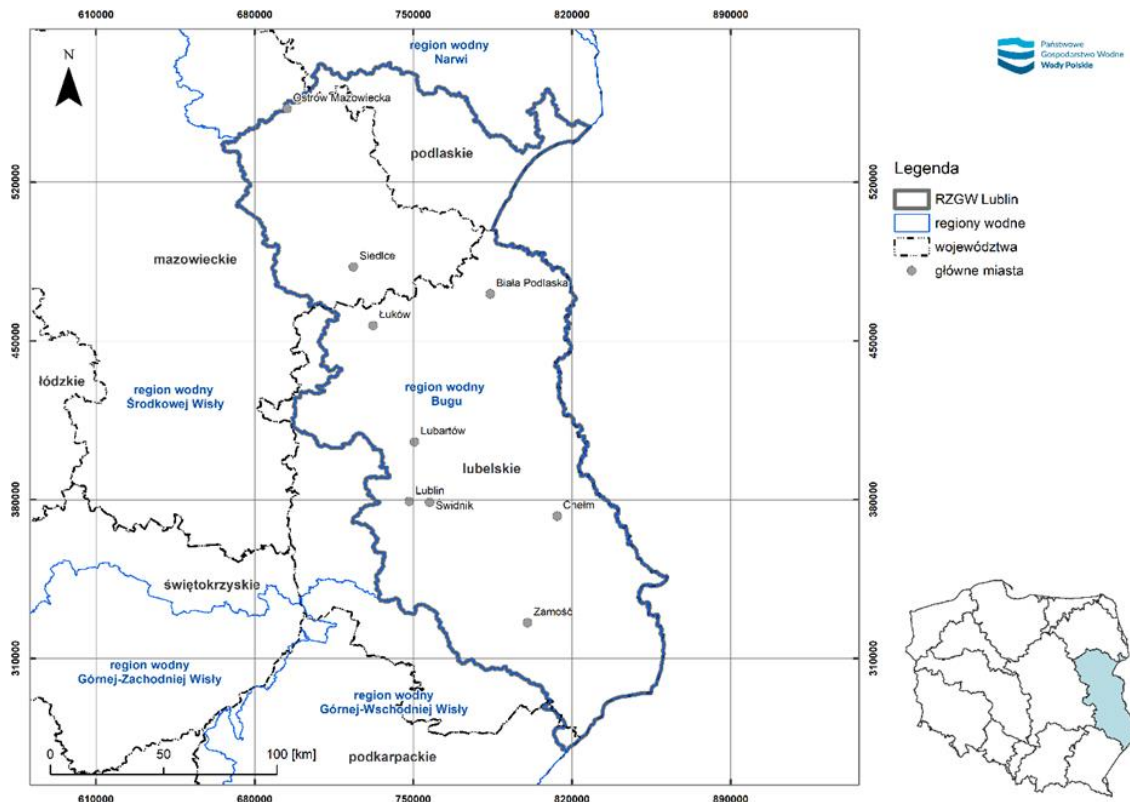 610000
680000
750000
820000
890000
N
region wodny
Narwi
Ostrów Mazowiecka
podlaskie
520000
520000
mazowieckie
Siedlce
Biała Podlaska
Łuków
450000
450000
łódzkie
region wodny
Środkowej Wisły
region wodny
Bugu
Lubartów
lubelskie
Lublin
Świdnik
Chełm
380000
380000
świętokrzyskie
Zamość
310000
310000
region wodny
Górnej-Zachodniej Wisły
region wodny
Górnej-Wschodniej Wisły
podkarpackie
0
50
100 [km]
610000
680000
750000
820000
890000
Państwowe
Gospodarstwo Wodne
Wody Polskie
Legenda
RZGW Lublin
regiony wodne
województwa
główne miasta